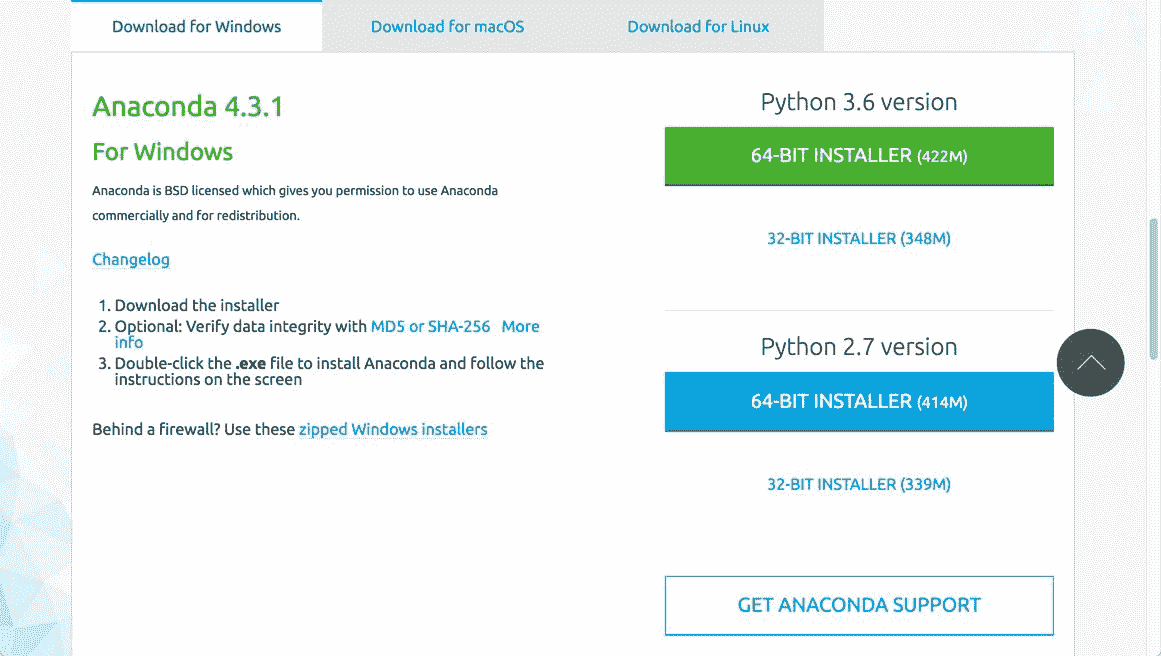 Download for Windows
Download for macOS
Download for Linux
Anaconda 4.3.1
For Windows
Anaconda is BSD licensed which gives you permission to use Anaconda
commercially and for redistribution.
Changelog
1. Download the installer
2. Optional: Verify data integrity with MD5 or SHA-256 More
info
3. Double-click the .exe file to install Anaconda and follow the
instructions on the screen
Behind a firewall? Use these zipped Windows installers
Python 3.6 version
64-BIT INSTALLER (422M)
32-BIT INSTALLER (348M)
Python 2.7 version
64-BIT INSTALLER (414M)
32-BIT INSTALLER (339M)
GET ANACONDA SUPPORT